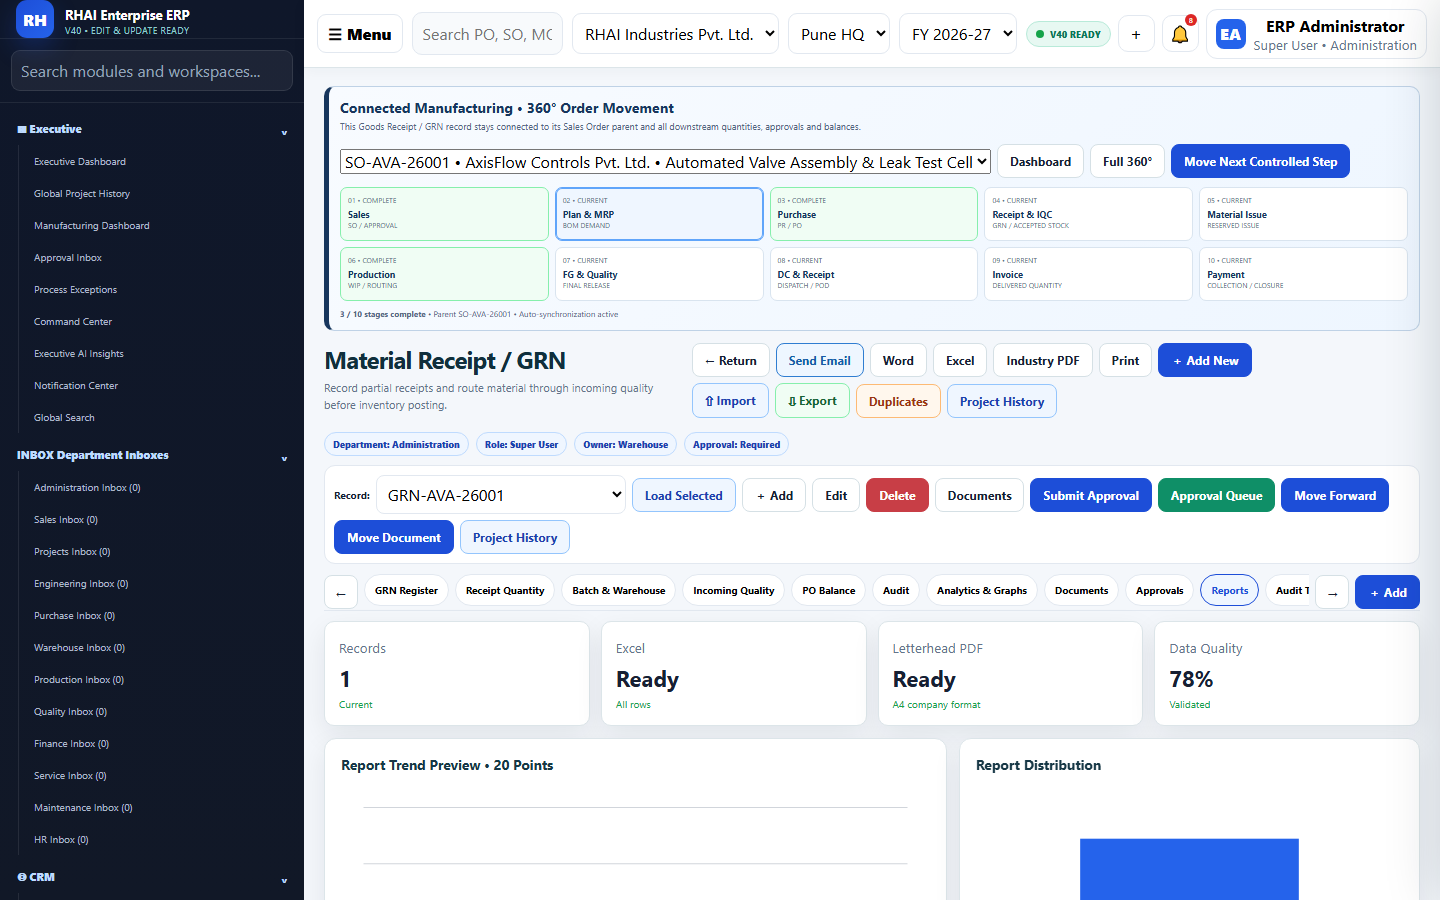 RH
RHAI Enterprise ERP
V40 • EDIT & UPDATE READY
Search modules and workspaces...
Executive
Executive Dashboard
Global Project History
Manufacturing Dashboard
Approval Inbox
Process Exceptions
Command Center
Executive AI Insights
Notification Center
Global Search
INBOX Department Inboxes
Administration Inbox (0)
Sales Inbox (0)
Projects Inbox (0)
Engineering Inbox (0)
Purchase Inbox (0)
Warehouse Inbox (0)
Production Inbox (0)
Quality Inbox (0)
Finance Inbox (0)
Service Inbox (0)
Maintenance Inbox (0)
HR Inbox (0)
CRM
☰ Menu
Search PO, SO, MC
RHAI Industries Pvt. Ltd.
Pune HQ
FY 2026-27
V40 READY
+
8
EA
ERP Administrator
Super User • Administration
Connected Manufacturing • 360° Order Movement
This Goods Receipt / GRN record stays connected to its Sales Order parent and all downstream quantities, approvals and balances.
SO-AVA-26001 • AxisFlow Controls Pvt. Ltd. • Automated Valve Assembly & Leak Test Cell
Dashboard
Full 360°
Move Next Controlled Step
01 • COMPLETE
Sales
SO / APPROVAL
02 • CURRENT
Plan & MRP
BOM DEMAND
03 • COMPLETE
Purchase
PR / PO
04 • CURRENT
Receipt & IQC
GRN / ACCEPTED STOCK
05 • CURRENT
Material Issue
RESERVED ISSUE
06 • COMPLETE
Production
WIP / ROUTING
07 • CURRENT
FG & Quality
FINAL RELEASE
08 • CURRENT
DC & Receipt
DISPATCH / POD
09 • CURRENT
Invoice
DELIVERED QUANTITY
10 • CURRENT
Payment
COLLECTION / CLOSURE
3 / 10 stages complete • Parent SO-AVA-26001 • Auto-synchronization active
Material Receipt / GRN
Record partial receipts and route material through incoming quality
before inventory posting.
← Return
Send Email
Word
Excel
Industry PDF
Print
+ Add New
⇧ Import
⇩ Export
Duplicates
Project History
Department: Administration
Role: Super User
Owner: Warehouse
Approval: Required
Record:
GRN-AVA-26001
Load Selected
+ Add
Edit
Delete
Documents
Submit Approval
Approval Queue
Move Forward
Move Document
Project History
←
GRN Register
Receipt Quantity
Batch & Warehouse
Incoming Quality
PO Balance
Audit
Analytics & Graphs
Documents
Approvals
Reports
Audit T
→
+ Add
Records
1
Current
Excel
Ready
All rows
Letterhead PDF
Ready
A4 company format
Data Quality
78%
Validated
Report Trend Preview • 20 Points
Report Distribution